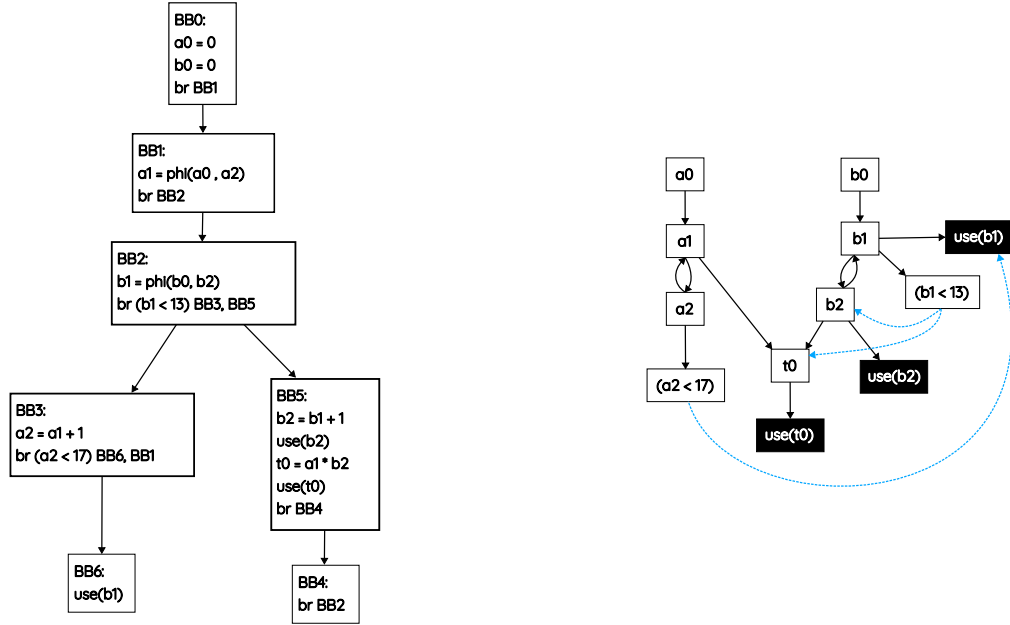 BB0:
a0 = 0
b0 = 0
br BB1
BB1:
a1 = phi(a0 , a2)
br BB2
BB2:
b1 = phi(b0, b2)
br (b1 < 13) BB3, BB5
BB3:
a2 = a1 + 1
br (a2 < 17) BB6, BB1
BB5:
b2 = b1 + 1
use(b2)
t0 = a1 * b2
use(t0)
br BB4
BB6:
use(b1)
BB4:
br BB2
a0
b0
a1
b1
use(b1)
a2
b2
(b1 < 13)
t0
(a2 < 17)
use(b2)
use(t0)